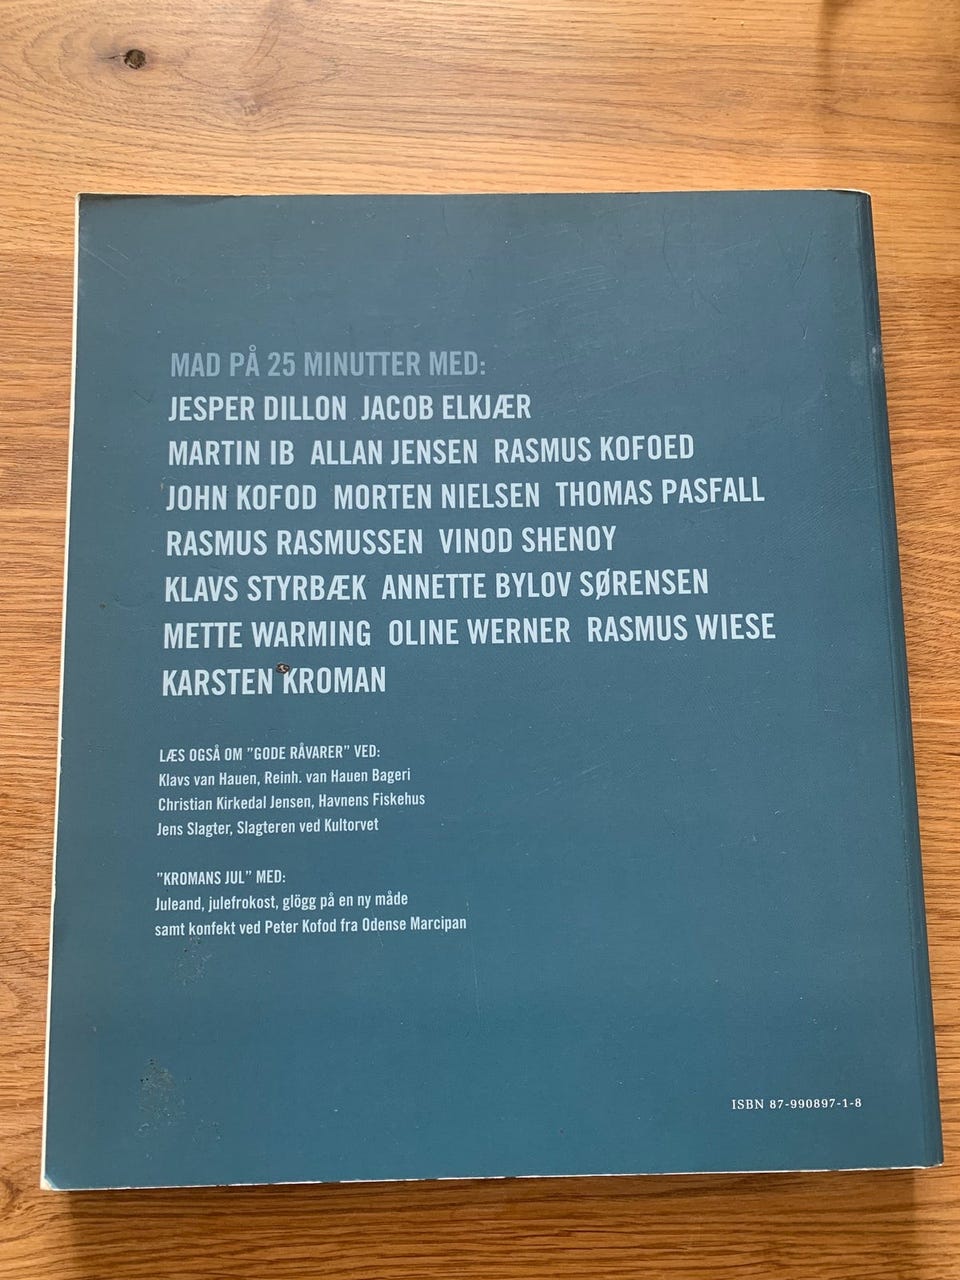 MAD PÅ 25 MINUTTER MED:
JESPER DILLON JACOB ELKJÆR
MARTIN IB ALLAN JENSEN RASMUS KOFOED
JOHN KOFOD MORTEN NIELSEN THOMAS PASFALL
RASMUS RASMUSSEN VINOD SHENOY
KLAVS STYRBÆK ANNETTE BYLOV SØRENSEN
METTE WARMING OLINE WERNER RASMUS WIESE
KARSTEN KROMAN
LÆS OGSÅ OM "GODE RÅVARER" VED:
Klavs van Hauen, Reinh. van Hauen Bageri
Christian Kirkedal Jensen, Havnens Fiskehus
Jens Slagter, Slagteren ved Kultorvet
"KROMANS JUL" MED:
Juleand, julefrokost, glögg på en ny måde
samt konfekt ved Peter Kofod fra Odense Marcipan
ISBN 87-990897-1-8